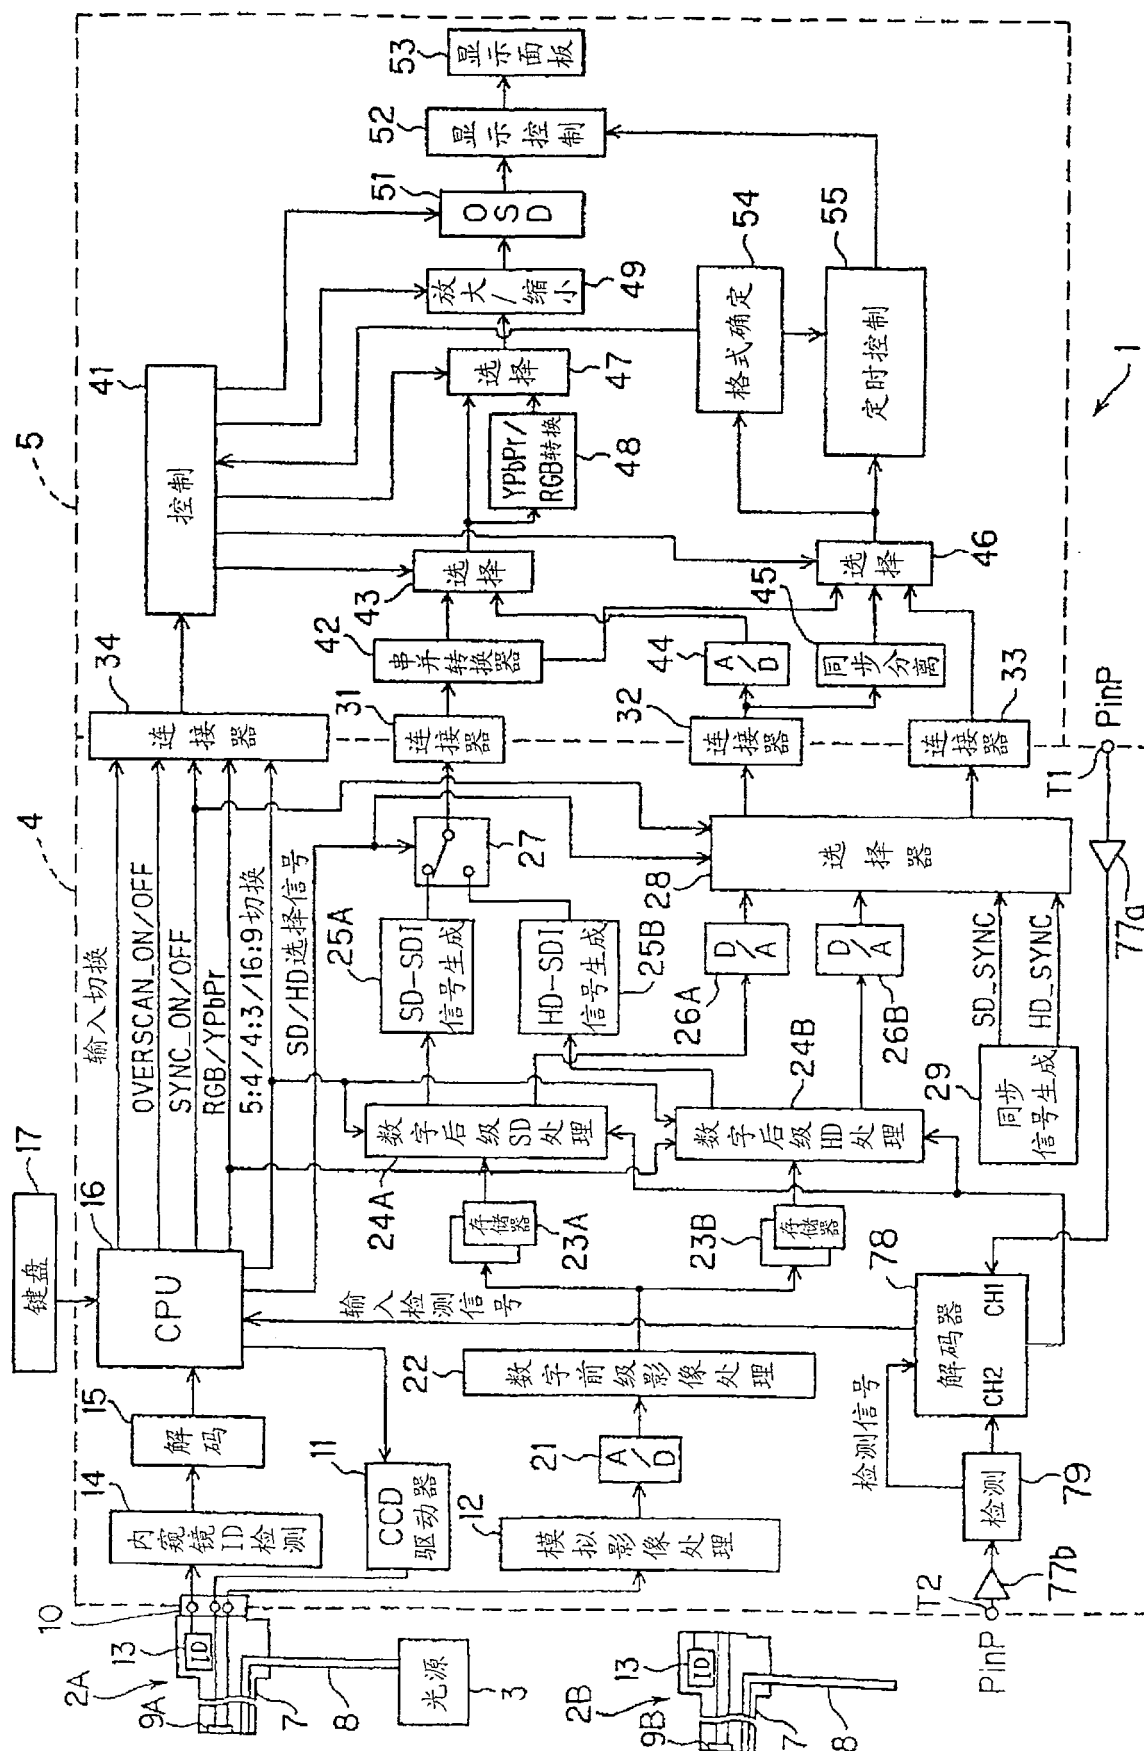 键盘
17
输入切换
4
5
1
16
CPU
OVERSCAN_ON/OFF
SYNC_ON/OFF
RGB/YPbPr
5:4/4:3/16:9切换
SD/HD选择信号
34
连接器
41
控制
15
解码
14
内窥镜ID检测
10
13
ID
2A
9A
7
8
光源
3
11
CCD
驱动器
12
模拟影像处理
21
A/D
22
数字前级影像处理
输入检测信号
23A
存储器
23B
存储器
24A
数字后级SD处理
24B
数字后级HD处理
25A
SD-SDI
信号生成
HD-SDI
信号生成
25B
26A
D/A
D/A
26B
27
28
选择器
29
同步
信号生成
SD_SYNC
HD_SYNC
31
连接器
32
连接器
33
连接器
42
串并转换器
43
选择
44
A/D
45
同步分离
46
选择
47
选择
YPbPr/
RGB转换
48
49
放大/缩小
51
OSD
52
显示控制
53
显示面板
54
格式确定
55
定时控制
T1
PinP
77a
78
解码器
CH1
CH2
检测信号
79
检测
77b
T2
PinP
2B
9B
13
ID
7
8